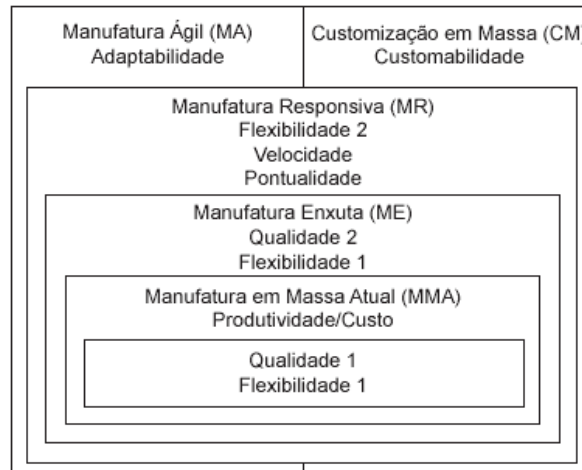 Manufatura Ágil (MA)
Adaptabilidade
Customização em Massa (CM)
Customabilidade
Manufatura Responsiva (MR)
Flexibilidade 2
Velocidade
Pontualidade
Manufatura Enxuta (ME)
Qualidade 2
Flexibilidade 1
Manufatura em Massa Atual (MMA)
Produtividade/Custo
Qualidade 1
Flexibilidade 1